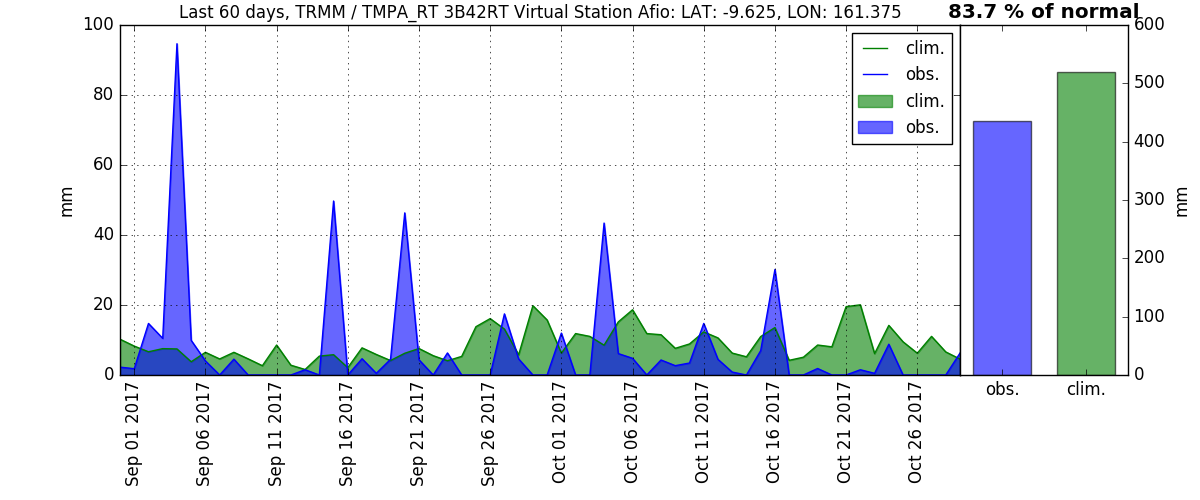 Last 60 days, TRMM / TMPA_RT 3B42RT Virtual Station Afio: LAT: -9.625, LON: 161.375
83.7 % of normal
100
80
60
40
20
0
mm
clim.
obs.
clim.
obs.
600
500
400
300
200
100
0
mm
Sep 01 2017
Sep 06 2017
Sep 11 2017
Sep 16 2017
Sep 21 2017
Sep 26 2017
Oct 01 2017
Oct 06 2017
Oct 11 2017
Oct 16 2017
Oct 21 2017
Oct 26 2017
obs.
clim.